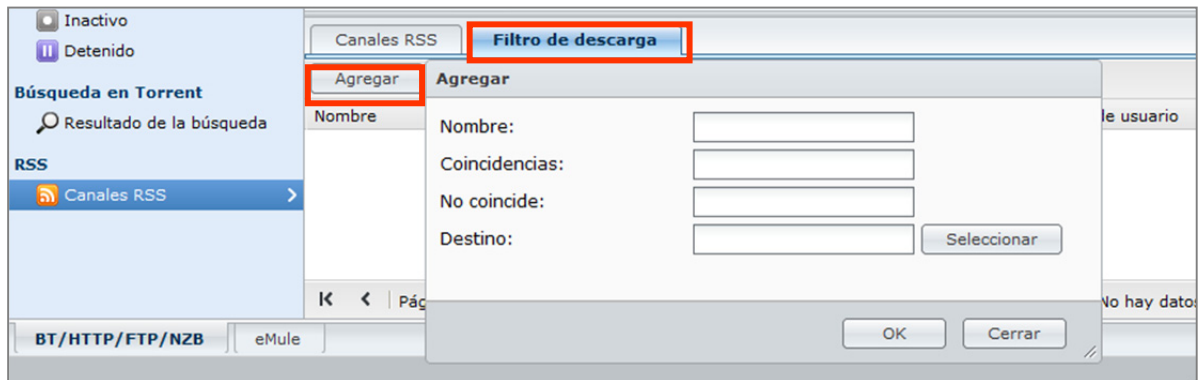 Inactivo
Detenido
Búsqueda en Torrent
Resultado de la búsqueda
RSS
Canales RSS
Canales RSS Filtro de descarga
Agregar
Nombre
le usuario
Agregar
Nombre:
Coincidencias:
No coincide:
Destino: Seleccionar
OK Cerrar
Pág
No hay datos
BT/HTTP/FTP/NZB eMule